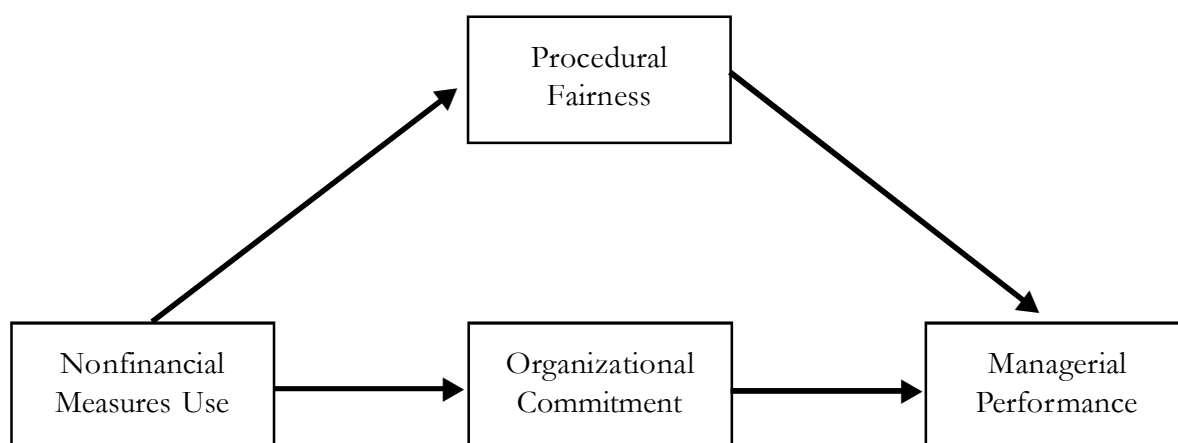 Procedural
Fairness
Nonfinancial
Measures Use
Organizational
Commitment
Managerial
Performance